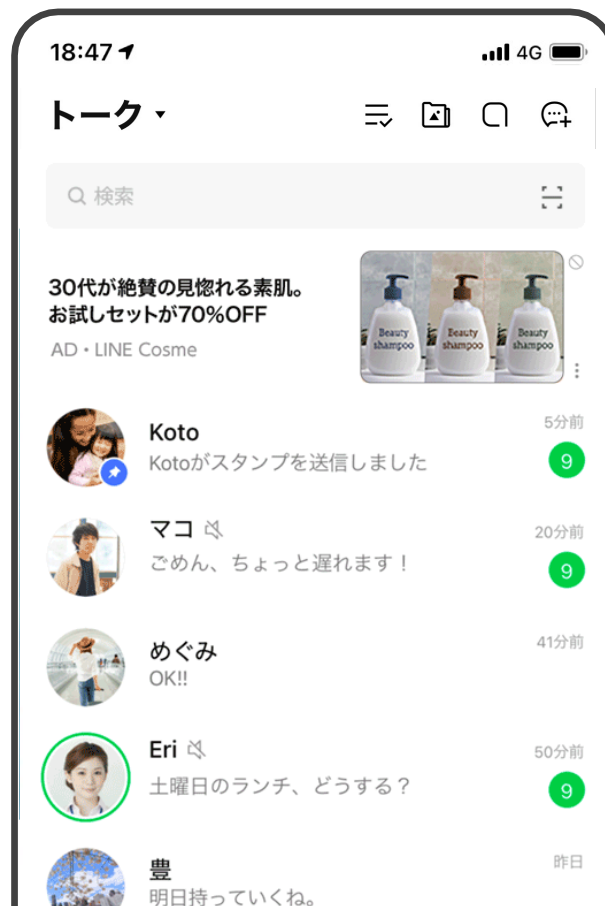 18:47
4G
トーク
検索
30代が絶賛の見惚れる素肌。
お試しセットが70%OFF
AD・LINE Cosme
Beauty shampoo
Beauty shampoo
Beauty shampoo
Koto
5分前
Kotoがスタンプを送信しました
9
マコ
20分前
ごめん、ちょっと遅れます！
9
めぐみ
41分前
OK!!
Eri
50分前
土曜日のランチ、どうする？
9
豊
昨日
明日持っていくね。